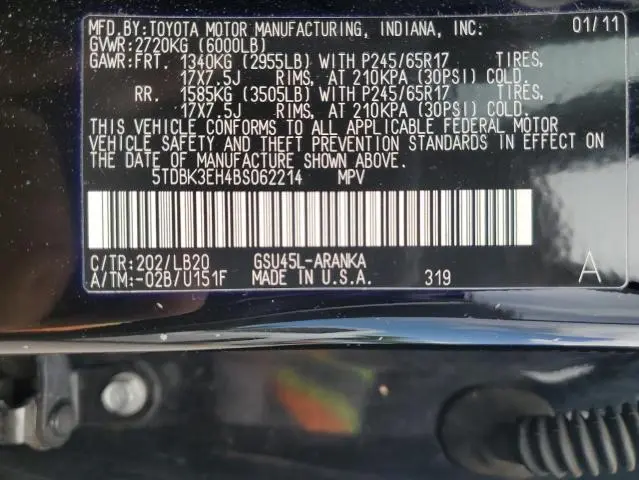 MFD.BY:TOYOTA MOTOR MANUFACTURING, INDIANA, INC: 01/11
GVWR:2720KG (6000LB)
GAWR:FRT. 1340KG (2955LB) WITH P245/65R17 TIRES,
17X7.5J RIMS, AT 210KPA (30PSI) COLD.
RR. 1585KG (3505LB) WITH P245/65R17 TIRES,
17X7.5J RIMS, AT 210KPA (30PSI) COLD.
THIS VEHICLE CONFORMS TO ALL APPLICABLE FEDERAL MOTOR
VEHICLE SAFETY AND THEFT PREVENTION STANDARDS IN EFFECT ON
THE DATE OF MANUFACTURE SHOWN ABOVE.
5TDBK3EH4BS062214 MPV
C/TR:202/LB20 GSU45L-ARANKA
A/TM:-02B/U151F MADE IN U.S.A. 319 A